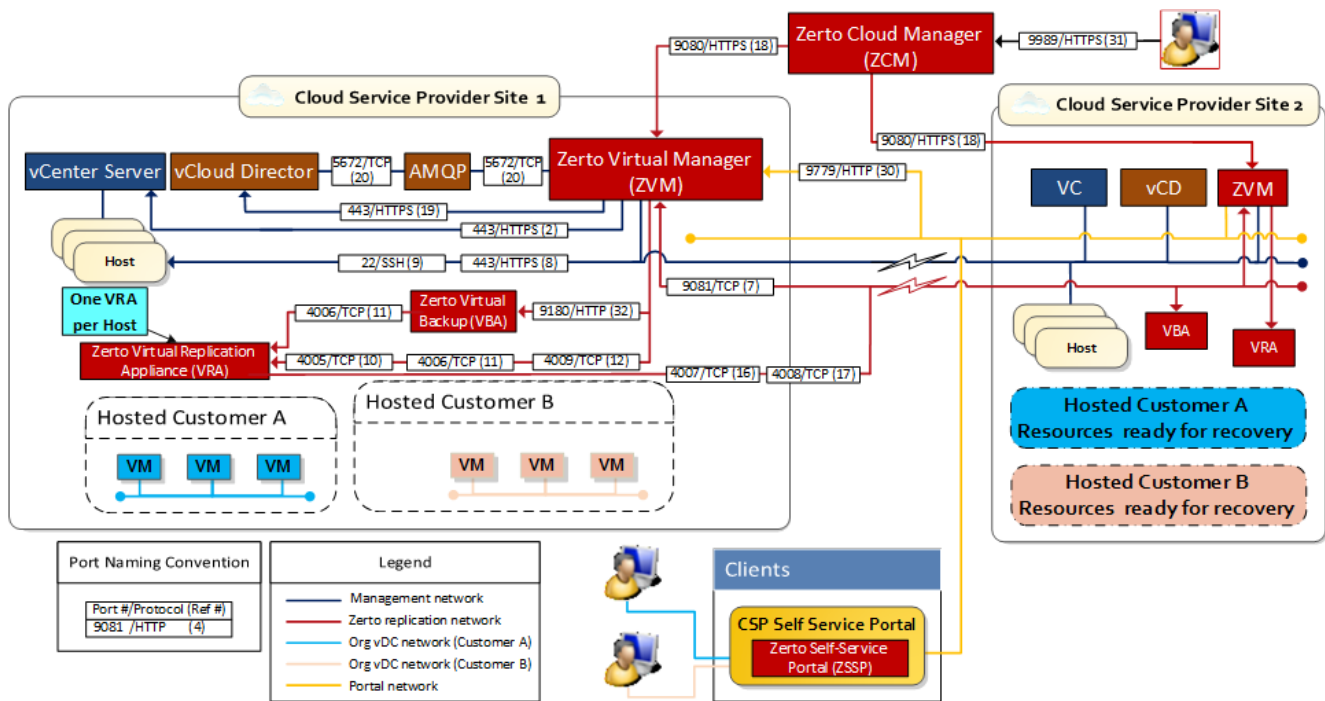 Zerto Cloud Manager
(ZCM)
9080/HTTPS (18)
9989/HTTPS (31)
Cloud Service Provider Site 1
Cloud Service Provider Site 2
9080/HTTPS (18)
vCenter Server
vCloud Director
5672/TCP
(20)
AMQP
5672/TCP
(20)
Zerto Virtual Manager
(ZVM)
9779/HTTP (30)
VC
vCD
ZVM
443/HTTPS (19)
443/HTTPS (2)
Host
22/SSH (9)
443/HTTPS (8)
9081/TCP (7)
One VRA
per Host
4006/TCP (11)
Zerto Virtual
Backup (VBA)
9180/HTTP (32)
Zerto Virtual Replication
Appliance (VRA)
4005/TCP (10)
4006/TCP (11)
4009/TCP (12)
4007/TCP (16)
4008/TCP (17)
Host
VBA
VRA
Hosted Customer A
VM
VM
VM
Hosted Customer B
VM
VM
VM
Hosted Customer A
Resources ready for recovery
Hosted Customer B
Resources ready for recovery
Port Naming Convention
Port #/Protocol (Ref #)
9081 /HTTP (4)
Legend
Management network
Zerto replication network
Org vDC network (Customer A)
Org vDC network (Customer B)
Portal network
Clients
CSP Self Service Portal
Zerto Self-Service
Portal (ZSSP)